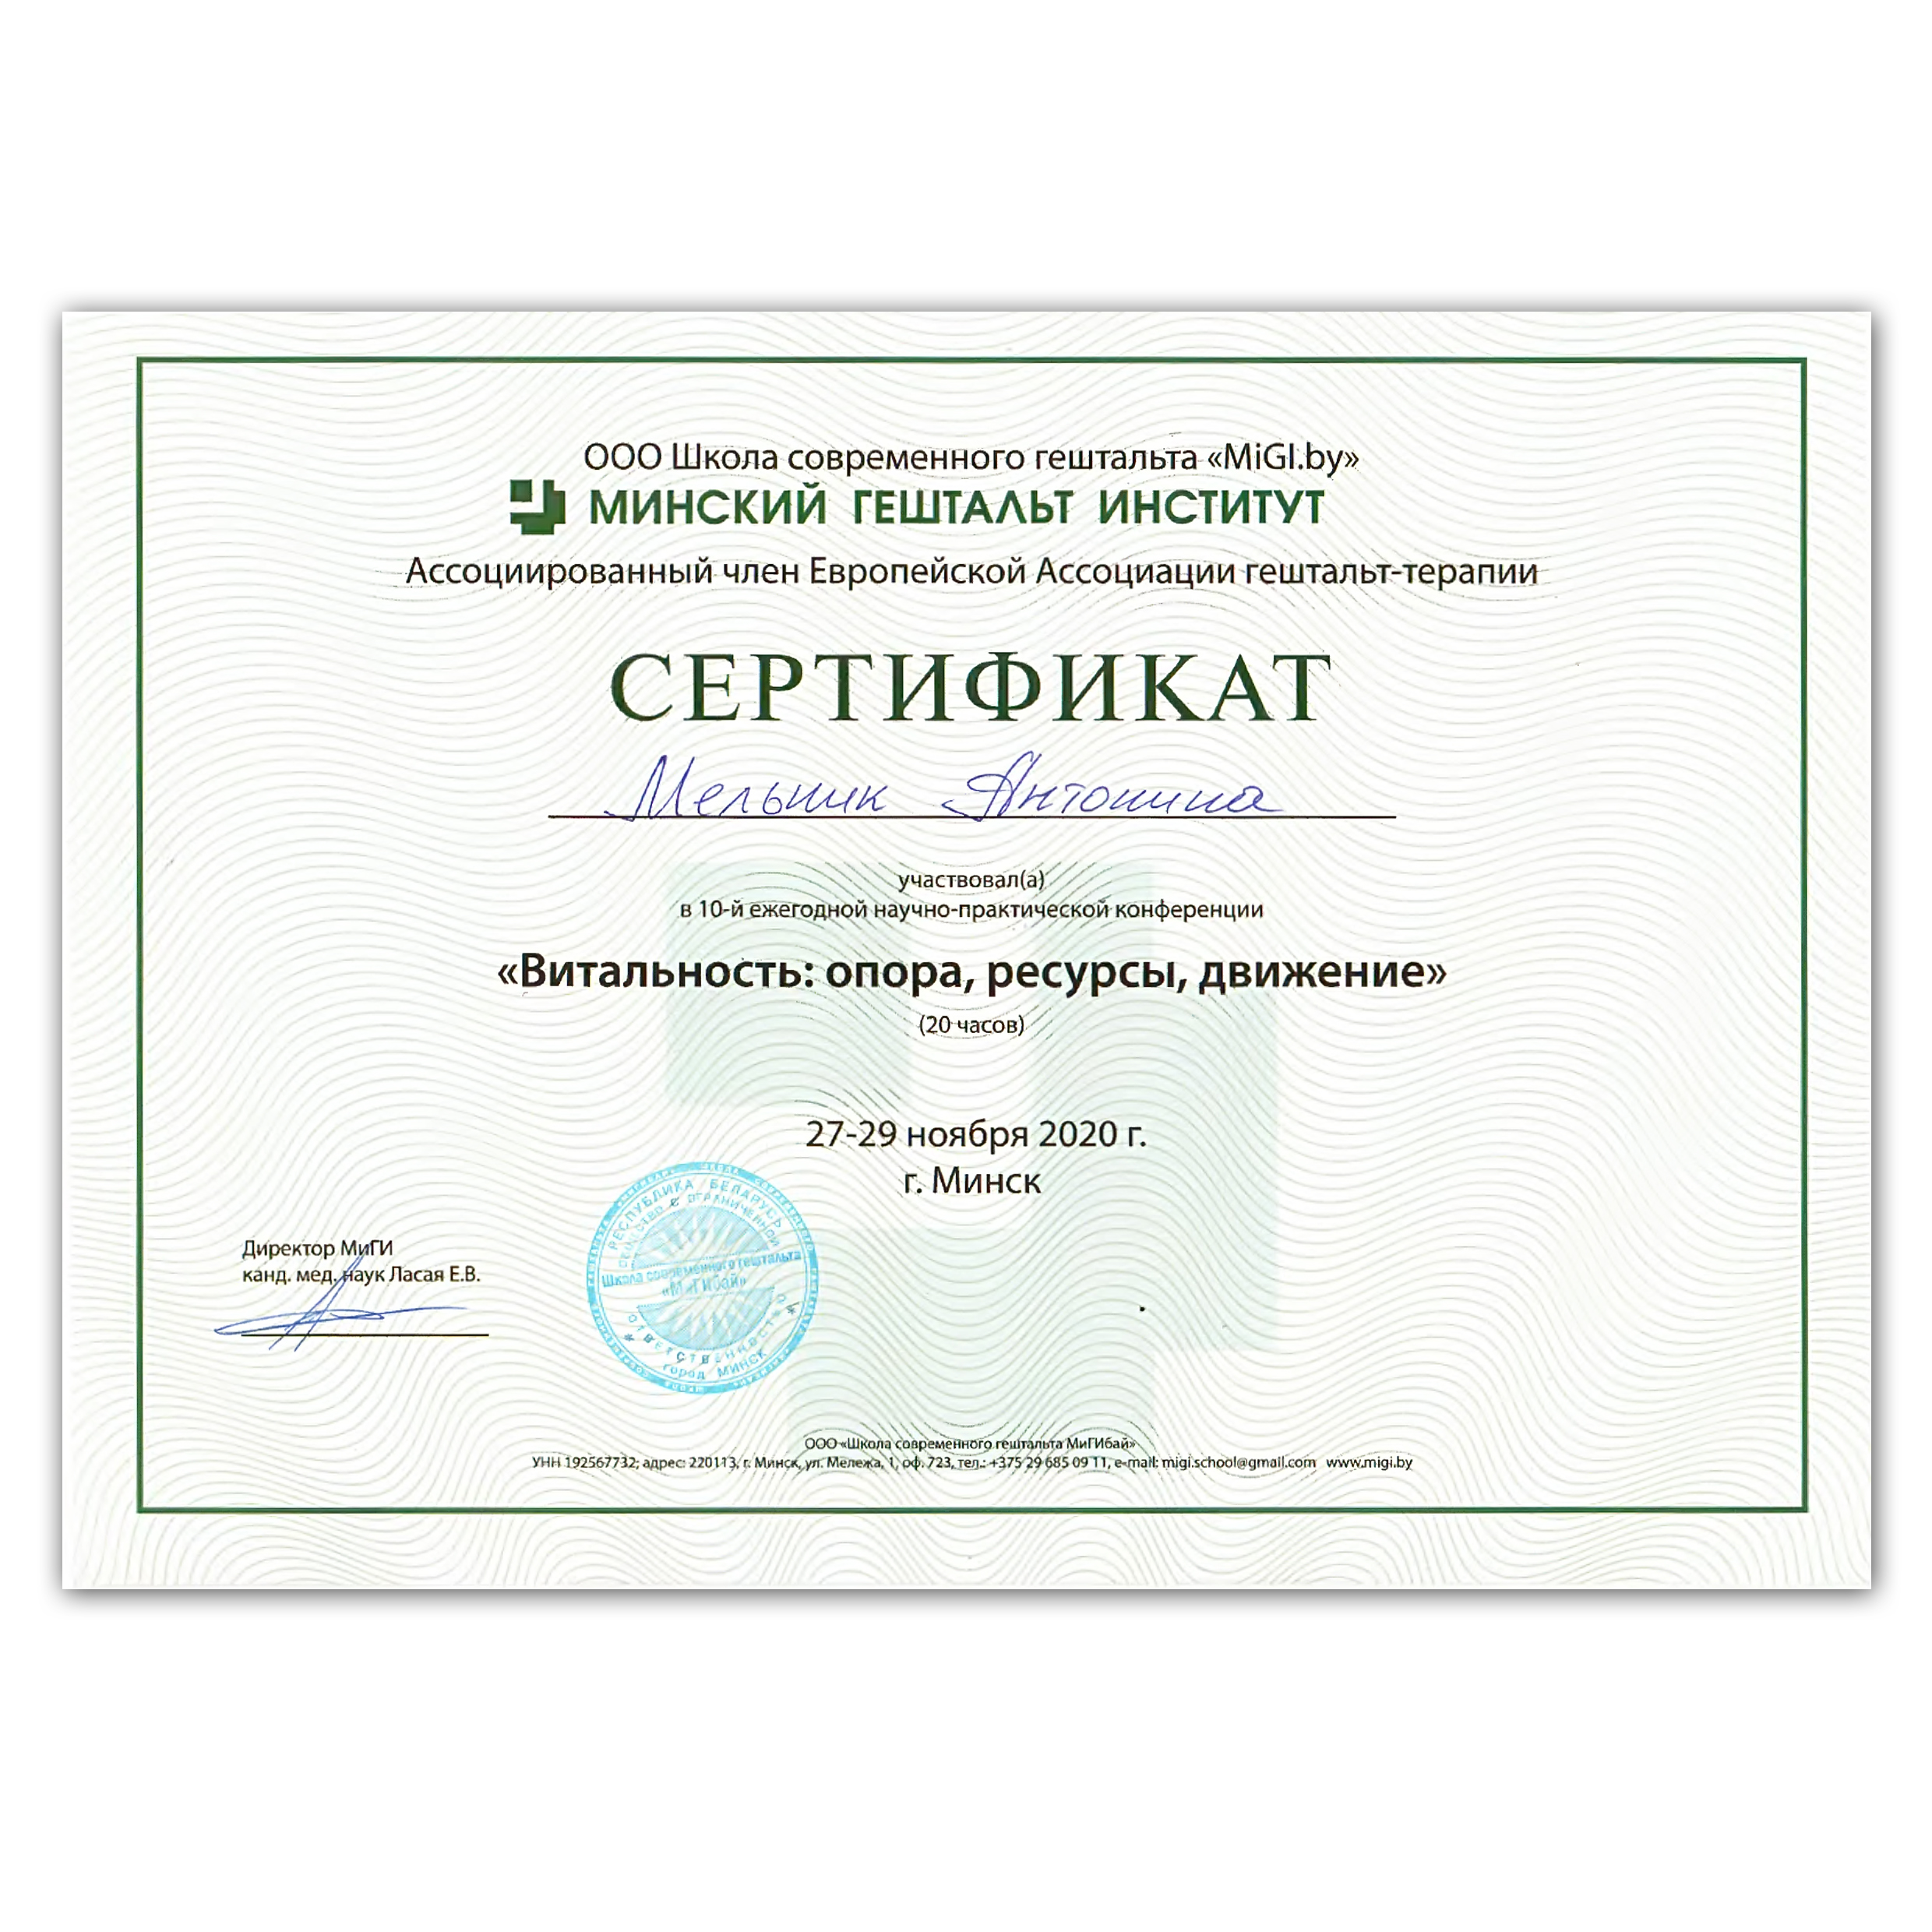 ООО Школа современного гештальта «MiGI.by»
МИНСКИЙ ГЕШТАЛЬТ ИНСТИТУТ
Ассоциированный член Европейской Ассоциации гештальт-терапии
СЕРТИФИКАТ
Мельник Антонина
участвовал(а)
в 10-й ежегодной научно-практической конференции
«Витальность: опора, ресурсы, движение»
(20 часов)
27-29 ноября 2020 г.
г. Минск
Директор МиГИ
канд. мед. наук Ласая Е.В.
РЕСПУБЛИКА БЕЛАРУСЬ
ОБЩЕСТВО С ОГРАНИЧЕННОЙ
Школа современного гештальта
«МиГИбай»
ОТВЕТСТВЕННОСТЬЮ
город МИНСК
ООО «Школа современного гештальта МиГИбай»
УНН 192567732; адрес: 220113, г. Минск, ул. Мележа, 1, оф. 723, тел.: +375 29 685 09 11, e-mail: migi.school@gmail.com www.migi.by